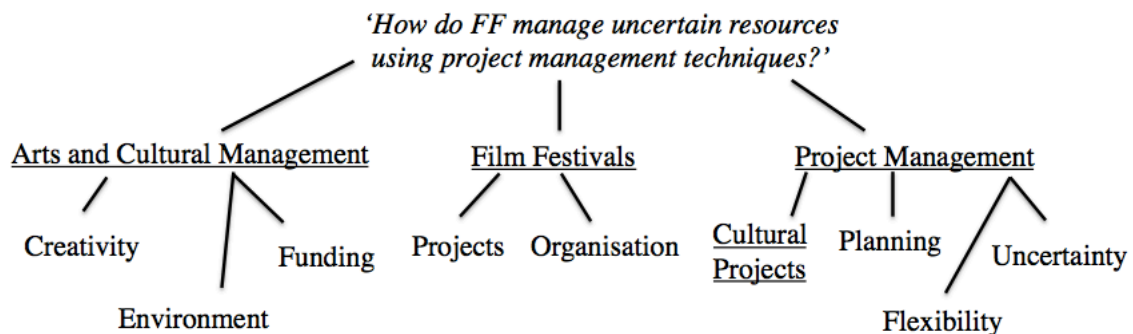 ‘How do FF manage uncertain resources
using project management techniques?’
Arts and Cultural Management
Film Festivals
Project Management
Creativity
Funding
Environment
Projects
Organisation
Cultural
Projects
Planning
Uncertainty
Flexibility